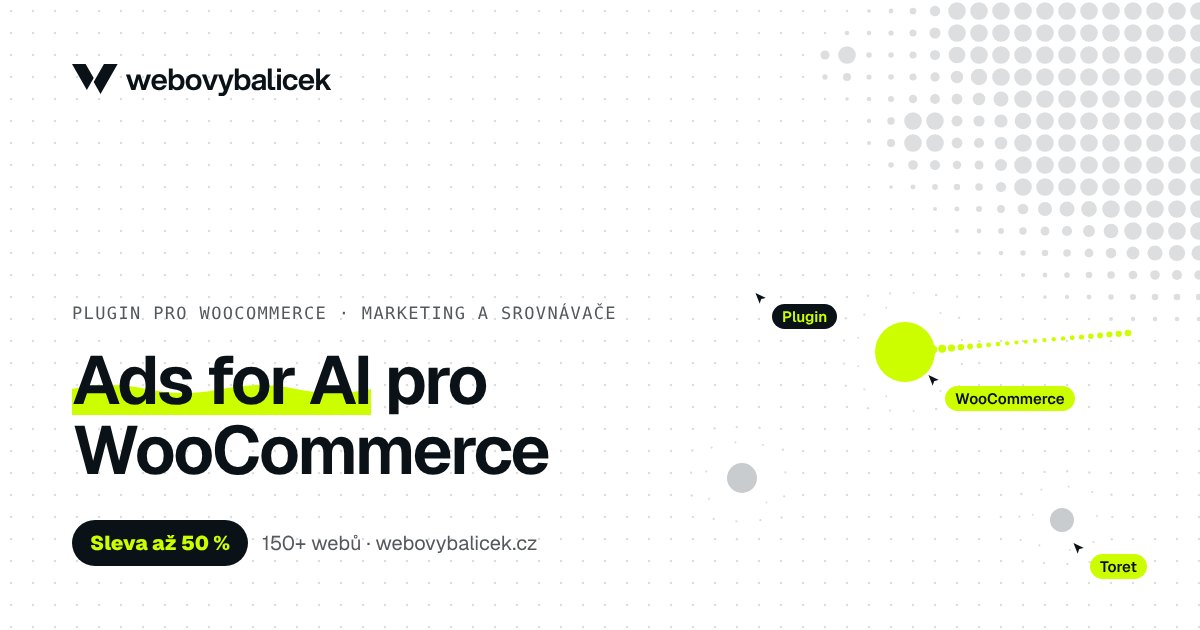 webovybalicek
PLUGIN PRO WOOCOMMERCE · MARKETING A SROVNÁVAČE
Ads for AI pro
WooCommerce
Sleva až 50 % 150+ webů · webovybalicek.cz
Plugin
WooCommerce
Toret